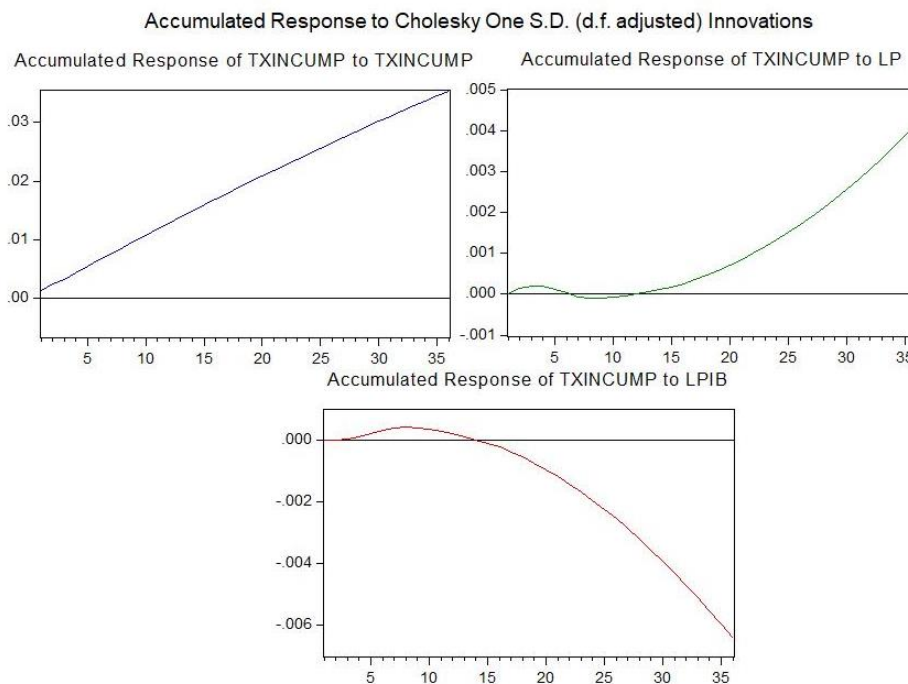 Accumulated Response to Cholesky One S.D. (d.f. adjusted) Innovations
Accumulated Response of TXINCUMP to TXINCUMP
.03
.02
.01
.00
5 10 15 20 25 30 35
Accumulated Response of TXINCUMP to LP
.005
.004
.003
.002
.001
.000
-.001
5 10 15 20 25 30 35
Accumulated Response of TXINCUMP to LPIB
.000
-.002
-.004
-.006
5 10 15 20 25 30 35